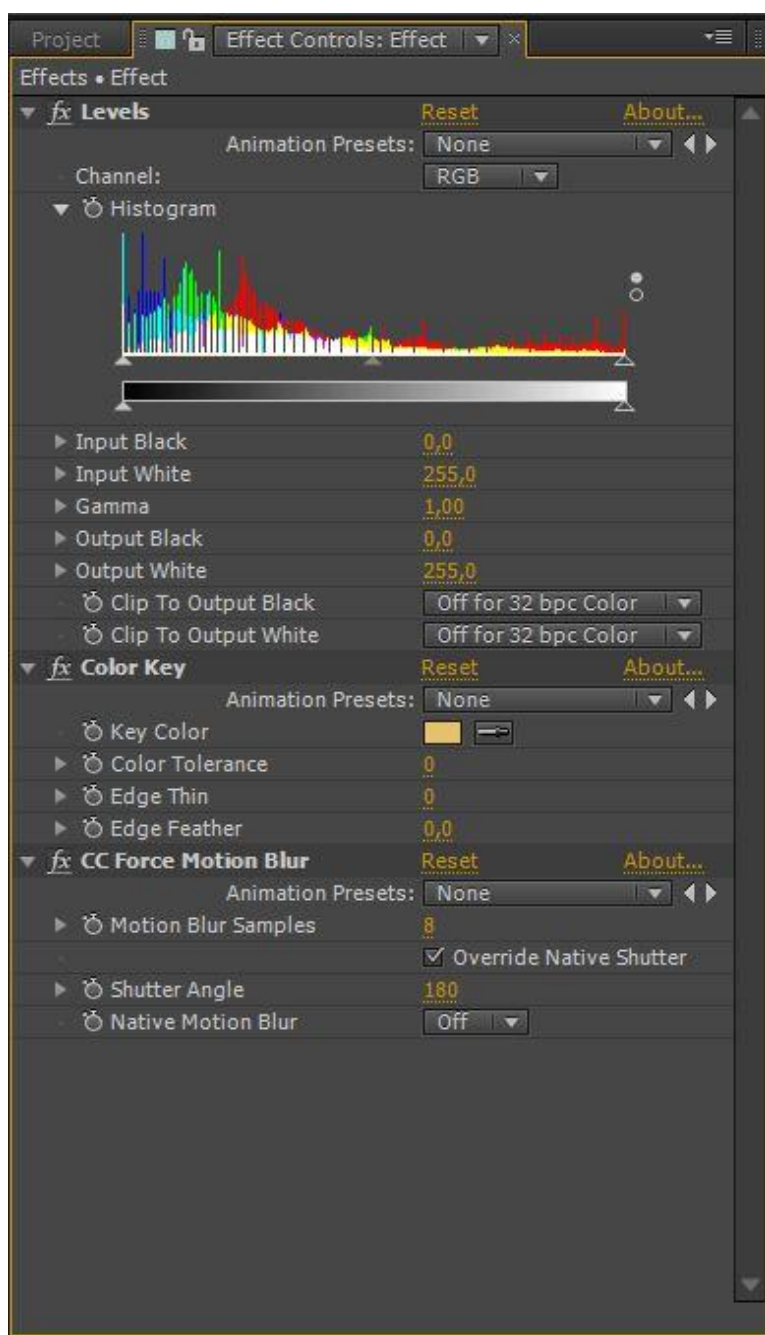 Project Effect Controls: Effect
Effects • Effect
fx Levels Reset About...
Animation Presets: None
Channel: RGB
Histogram
Input Black 0,0
Input White 255,0
Gamma 1,00
Output Black 0,0
Output White 255,0
Clip To Output Black Off for 32 bpc Color
Clip To Output White Off for 32 bpc Color
fx Color Key Reset About...
Animation Presets: None
Key Color
Color Tolerance 0
Edge Thin 0
Edge Feather 0,0
fx CC Force Motion Blur Reset About...
Animation Presets: None
Motion Blur Samples 8
Override Native Shutter
Shutter Angle 180
Native Motion Blur Off